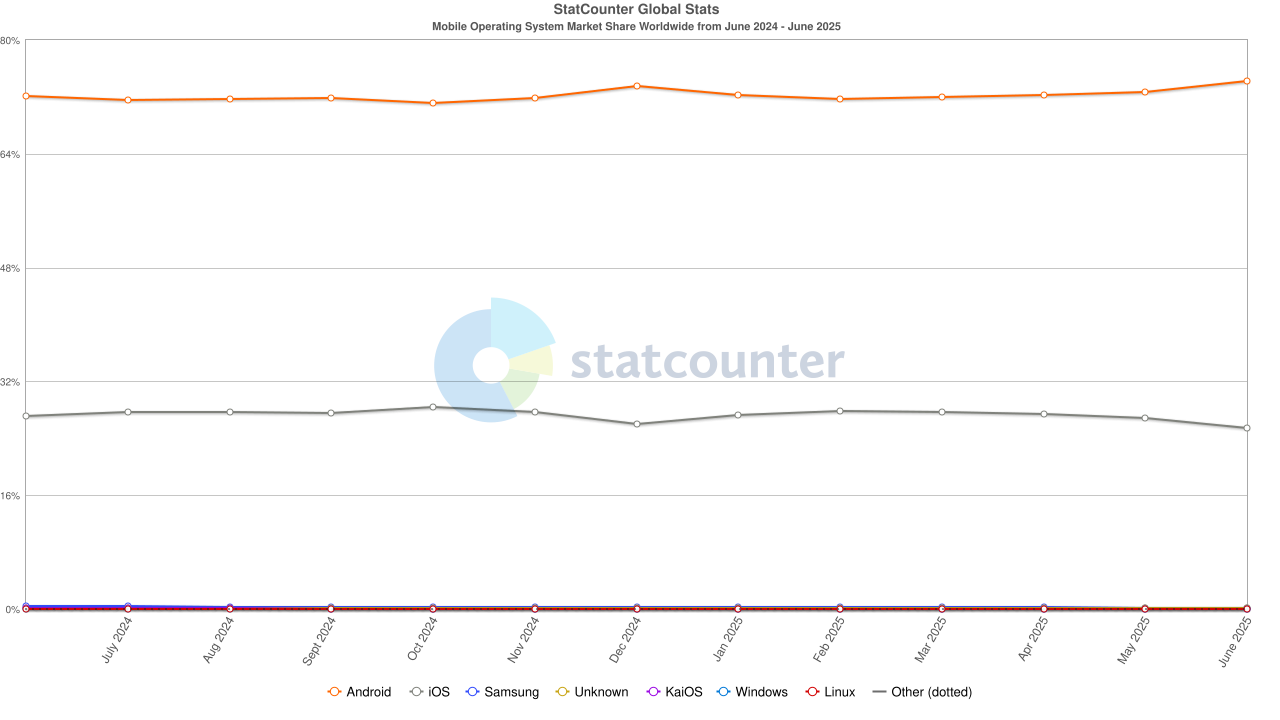 StatCounter Global Stats
Mobile Operating System Market Share Worldwide from June 2024 - June 2025
80%
64%
48%
statcounter
32%
16%
0%
July 2024 Aug 2024 Sept 2024 Oct 2024 Nov 2024 Dec 2024 Jan 2025 Feb 2025 Mar 2025 Apr 2025 May 2025 June 2025
Android iOS Samsung Unknown KaiOS Windows Linux Other (dotted)